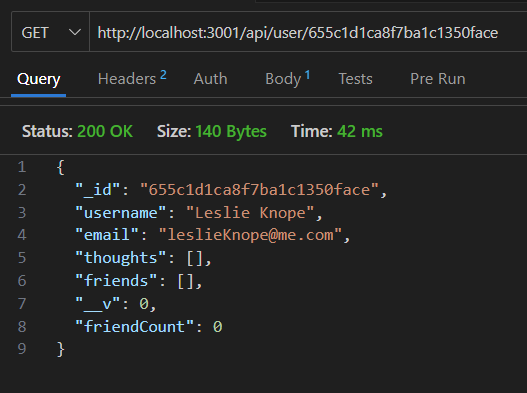 GET http://localhost:3001/api/user/655c1d1ca8f7ba1c1350face
Query Headers 2 Auth Body 1 Tests Pre Run
Status: 200 OK Size: 140 Bytes Time: 42 ms
1 {
2 "_id": "655c1d1ca8f7ba1c1350face",
3 "username": "Leslie Knope",
4 "email": "leslieKnope@me.com",
5 "thoughts": [],
6 "friends": [],
7 "__v": 0,
8 "friendCount": 0
9 }